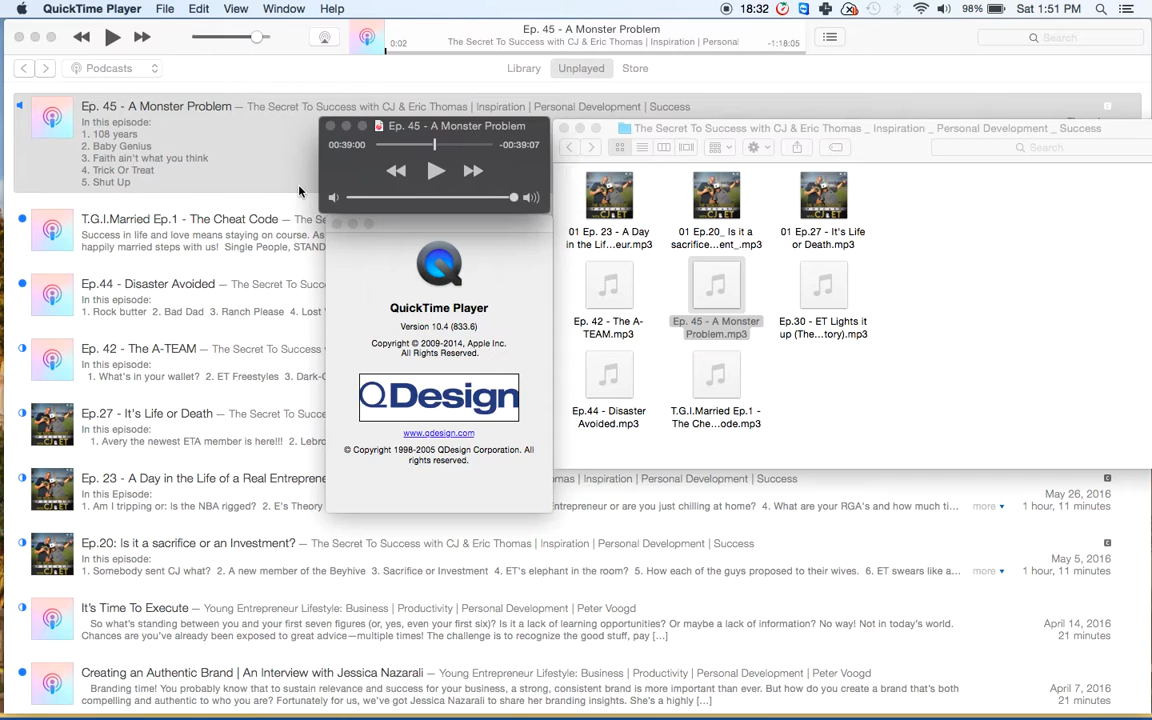 QuickTime Player File Edit View Window Help 18:32 98% Sat 1:51 PM
Ep. 45 - A Monster Problem
The Secret To Success with CJ & Eric Thomas | Inspiration | Personal
0:02 -1:18:05
Search
Podcasts Library Unplayed Store
Ep. 45 - A Monster Problem — The Secret To Success with CJ & Eric Thomas | Inspiration | Personal Development | Success
In this episode:
1. 108 years
2. Baby Genius
3. Faith ain't what you think
4. Trick Or Treat
5. Shut Up
T.G.I.Married Ep.1 - The Cheat Code — The Se
Success in life and love means staying on course. As
happily married steps with us! Single People, STAND
Ep.44 - Disaster Avoided — The Secret To Succe
In this episode:
1. Rock butter 2. Bad Dad 3. Ranch Please 4. Lost
Ep. 42 - The A-TEAM — The Secret To Success w
In this episode:
1. What's in your wallet? 2. ET Freestyles 3. Dark-C
Ep.27 - It's Life or Death — The Secret To Succes
In this episode:
1. Avery the newest ETA member is here!!! 2. Lebro
Ep. 23 - A Day in the Life of a Real Entreprene
mas | Inspiration | Personal Development | Success
In this Episode:
1. Am I tripping or: Is the NBA rigged? 2. E's Theory
ntrepreneur or are you just chilling at home? 4. What are your RGA's and how much ti... more
May 26, 2016
1 hour, 11 minutes
Ep.20: Is it a sacrifice or an Investment? — The Secret To Success with CJ & Eric Thomas | Inspiration | Personal Development | Success
In this episode:
1. Somebody sent CJ what? 2. A new member of the Beyhive 3. Sacrifice or Investment 4. ET's elephant in the room? 5. How each of the guys proposed to their wives. 6. ET swears like a... more
May 5, 2016
1 hour, 11 minutes
It's Time To Execute — Young Entrepreneur Lifestyle: Business | Productivity | Personal Development | Peter Voogd
So what's standing between you and your first seven figures (or, yes, even your first six)? Is it a lack of learning opportunities? Or maybe a lack of information? No way! Not in today's world.
Chances are you've already been exposed to great advice—multiple times! The challenge is to recognize the good stuff, pay [...]
April 14, 2016
21 minutes
Creating an Authentic Brand | An Interview with Jessica Nazarali — Young Entrepreneur Lifestyle: Business | Productivity | Personal Development | Peter Voogd
Branding time! You probably know that to sustain relevance and success for your business, a strong, consistent brand is more important than ever. But how do you create a brand that's both
compelling and authentic to who you are? Fortunately for us, we've got Jessica Nazarali to share her branding insights. She's a highly [...]
April 7, 2016
21 minutes
Ep. 45 - A Monster Problem
00:39:00 -00:39:07
QuickTime Player
Version 10.4 (833.6)
Copyright © 2009-2014, Apple Inc.
All Rights Reserved.
QDesign
www.qdesign.com
© Copyright 1998-2005 QDesign Corporation. All
rights reserved.
The Secret To Success with CJ & Eric Thomas _ Inspiration _ Personal Development _ Success
Search
01 Ep. 23 - A Day
in the Lif...eur.mp3
01 Ep.20_ Is it a
sacrifice...ent_.mp3
01 Ep.27 - It's Life
or Death.mp3
Ep. 42 - The A-
TEAM.mp3
Ep. 45 - A Monster
Problem.mp3
Ep.30 - ET Lights it
up (The...tory).mp3
Ep.44 - Disaster
Avoided.mp3
T.G.I.Married Ep.1 -
The Che...ode.mp3